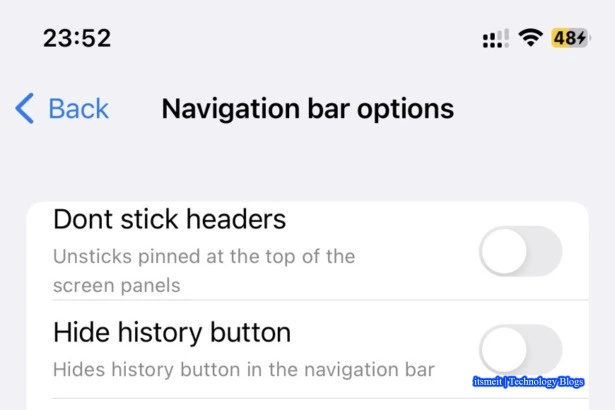 23:52
48
Back
Navigation bar options
Dont stick headers
Unsticks pinned at the top of the
screen panels
Hide history button
Hides history button in the navigation bar
itsmeit | Technology Blogs